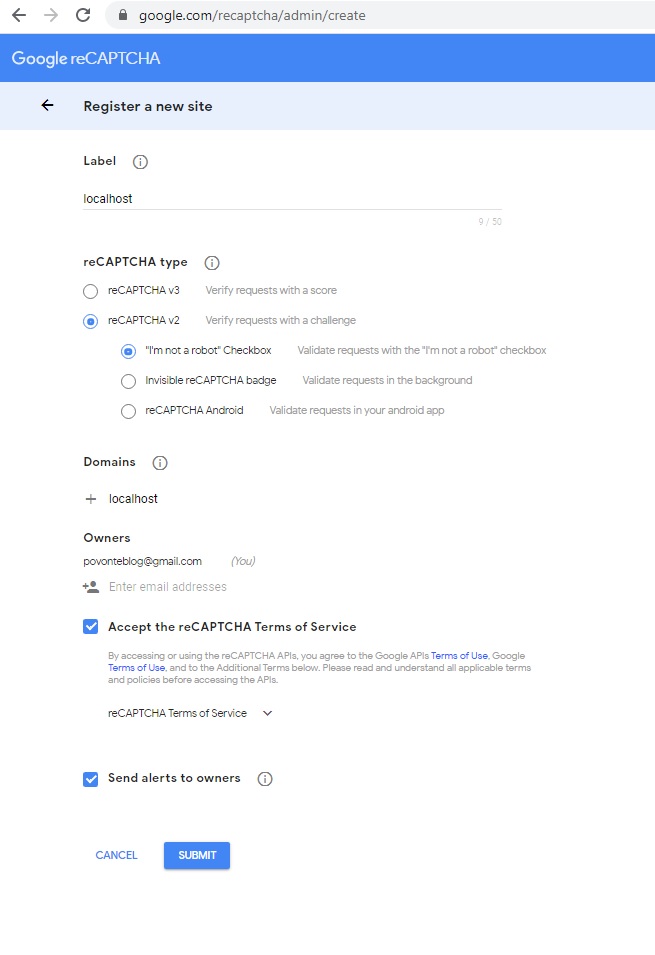 google.com/recaptcha/admin/create
Google reCAPTCHA
Register a new site
Label
localhost
9 / 50
reCAPTCHA type
reCAPTCHA v3 Verify requests with a score
reCAPTCHA v2 Verify requests with a challenge
"I'm not a robot" Checkbox Validate requests with the "I'm not a robot" checkbox
Invisible reCAPTCHA badge Validate requests in the background
reCAPTCHA Android Validate requests in your android app
Domains
localhost
Owners
povonteblog@gmail.com (You)
Enter email addresses
Accept the reCAPTCHA Terms of Service
By accessing or using the reCAPTCHA APIs, you agree to the Google APIs Terms of Use, Google
Terms of Use, and to the Additional Terms below. Please read and understand all applicable terms
and policies before accessing the APIs.
reCAPTCHA Terms of Service
Send alerts to owners
CANCEL SUBMIT